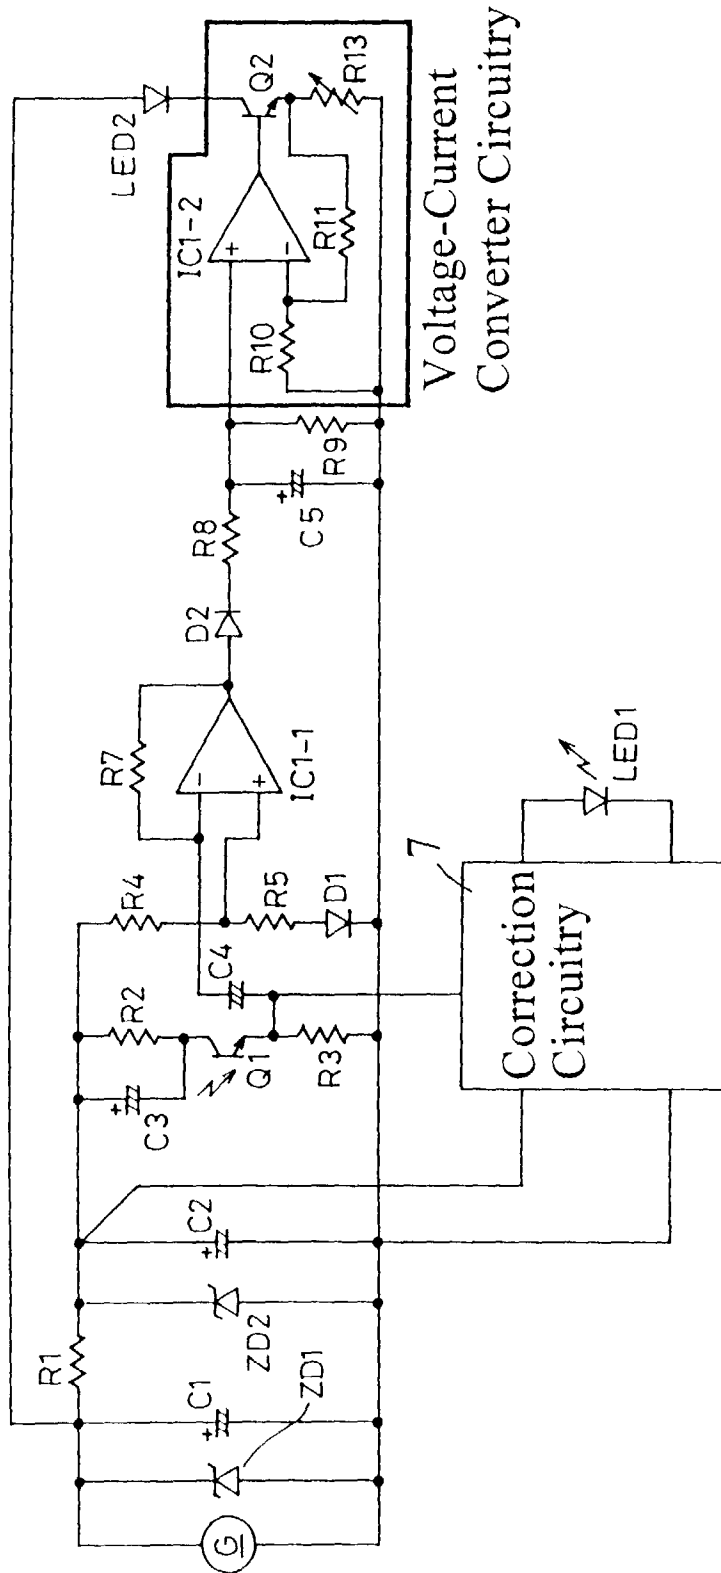 G
ZD1
C1
R1
ZD2
C2
C3
R2
Q1
R3
C4
R4
R5
D1
R7
IC1-1
D2
R8
C5
R9
R10
R11
IC1-2
Q2
R13
LED2
Voltage-Current
Converter Circuitry
7
Correction
Circuitry
LED1
+
+
+
-
+
+
+
-